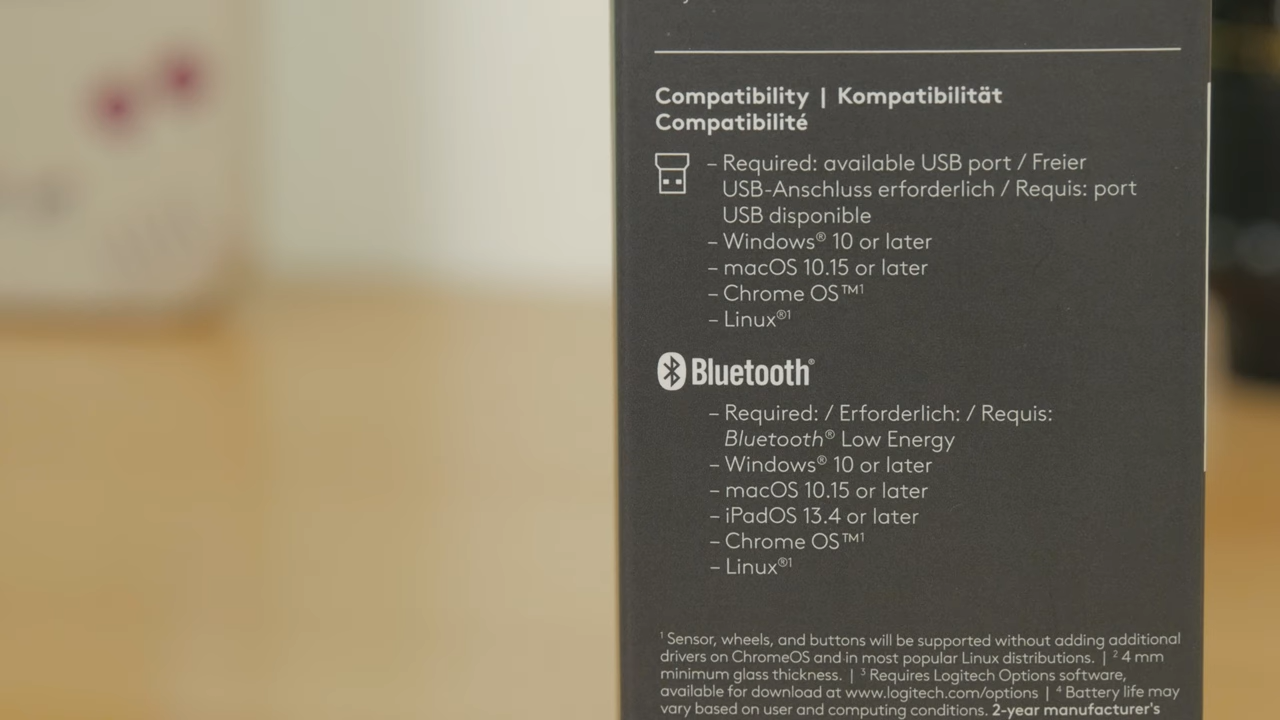 Compatibility | Kompatibilität
Compatibilité
– Required: available USB port / Freier
USB-Anschluss erforderlich / Requis: port
USB disponible
– Windows® 10 or later
– macOS 10.15 or later
– Chrome OS™¹
– Linux®¹
Bluetooth®
– Required: / Erforderlich: / Requis:
Bluetooth® Low Energy
– Windows® 10 or later
– macOS 10.15 or later
– iPadOS 13.4 or later
– Chrome OS™¹
– Linux®¹
¹ Sensor, wheels, and buttons will be supported without adding additional
drivers on ChromeOS and in most popular Linux distributions. | ² 4 mm
minimum glass thickness. | ³ Requires Logitech Options software,
available for download at www.logitech.com/options | ⁴ Battery life may
vary based on user and computing conditions. 2-year manufacturer's